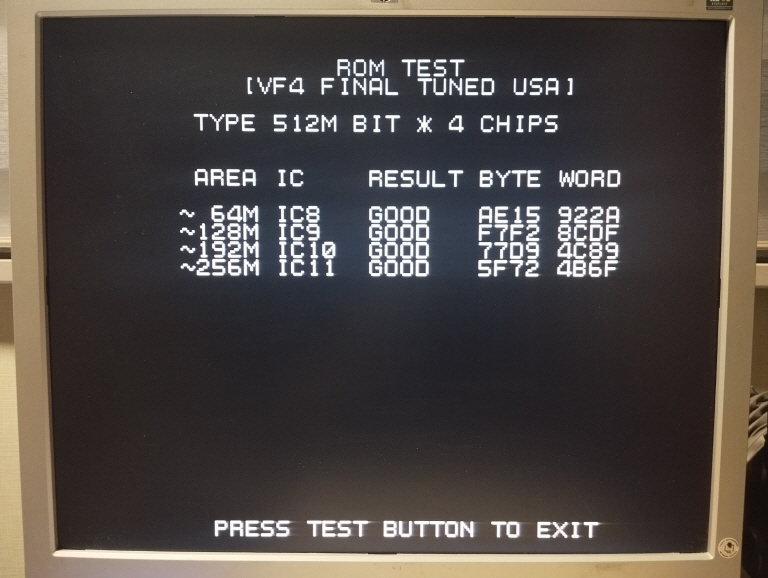 ROM TEST
[VF4 FINAL TUNED USA]
TYPE 512M BIT * 4 CHIPS
AREA IC RESULT BYTE WORD
~ 64M IC8 GOOD AE15 922A
~128M IC9 GOOD F7F2 8CDF
~192M IC10 GOOD 77D9 4C89
~256M IC11 GOOD 5F72 4B6F
PRESS TEST BUTTON TO EXIT